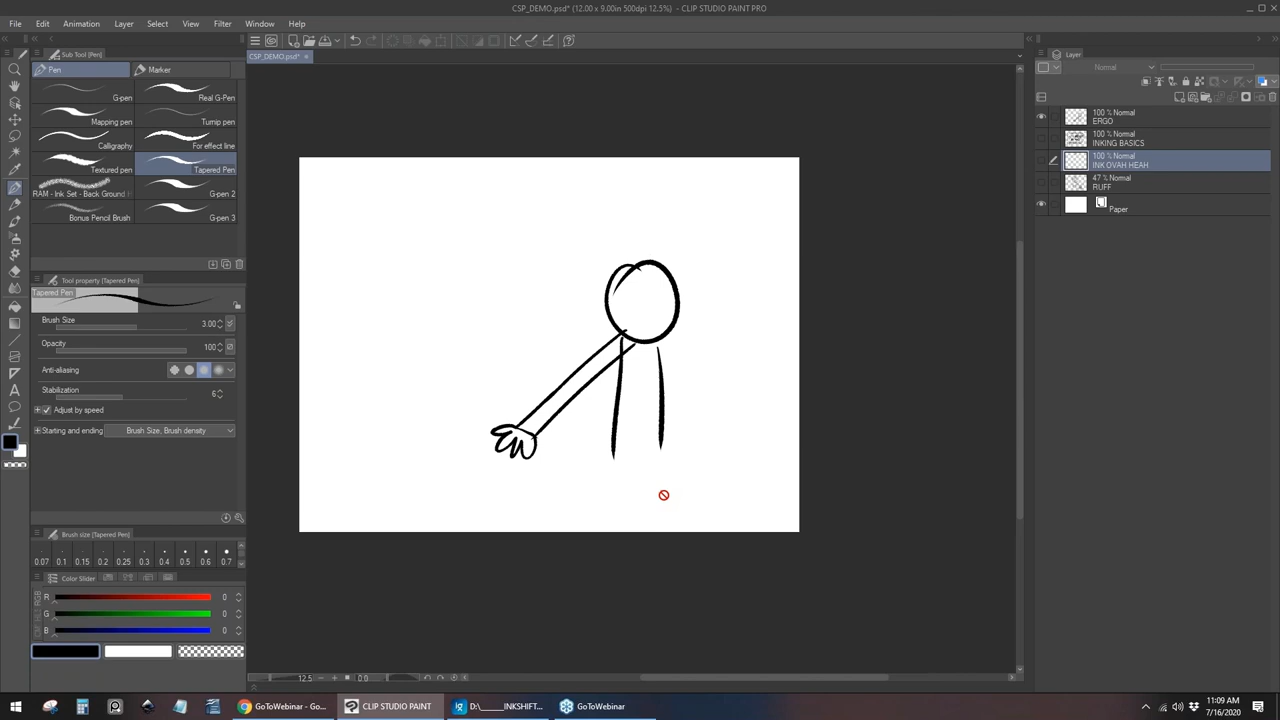 CSP_DEMO.psd* (12.00 x 9.00in 500dpi 12.5%) - CLIP STUDIO PAINT PRO
File Edit Animation Layer Select View Filter Window Help
Sub Tool [Pen]
CSP_DEMO.psd*
Layer
Pen Marker
Normal
G-pen Real G-Pen
Mapping pen Turnip pen
Calligraphy For effect line
Textured pen Tapered Pen
RAM - Ink Set - Back Ground I G-pen 2
Bonus Pencil Brush G-pen 3
100 % Normal
ERGO
100 % Normal
INKING BASICS
100 % Normal
INK OVAH HEAH
47 % Normal
RUFF
Paper
Tool property [Tapered Pen]
Tapered Pen
Brush Size 3.00
Opacity 100
Anti-aliasing
Stabilization 6
Adjust by speed
Starting and ending Brush Size, Brush density
Brush size [Tapered Pen]
0.07 0.1 0.15 0.2 0.25 0.3 0.4 0.5 0.6 0.7
Color Slider
R 0
G 0
B 0
12.5 0.0
GoToWebinar - Go... CLIP STUDIO PAINT D:\_____INKSHIFT... GoToWebinar
11:09 AM
7/16/2020